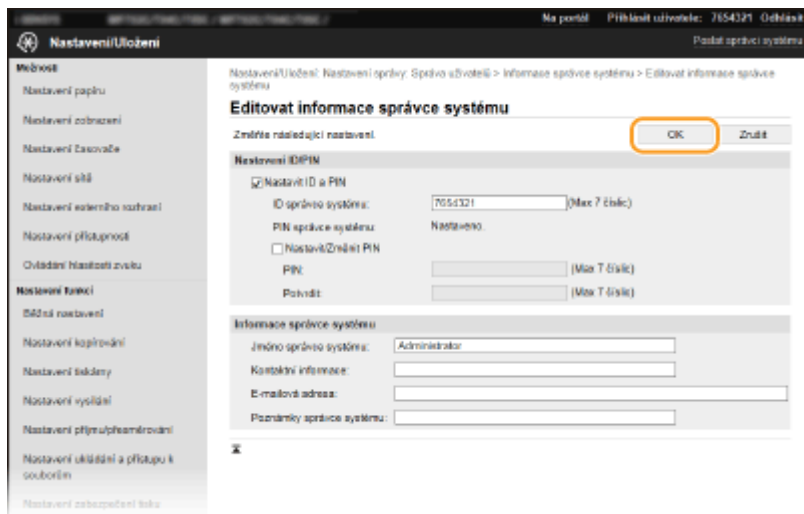 Na portál Přihlásit uživatele: 7654321 Odhlásit
Nastavení/Uložení Poslat správci systému
Možnosti
Nastavení papíru
Nastavení zobrazení
Nastavení časovače
Nastavení sítě
Nastavení externího rozhraní
Nastavení přístupnosti
Ovládání hlasitosti zvuku
Nastavení funkcí
Běžná nastavení
Nastavení kopírování
Nastavení tiskárny
Nastavení vysílání
Nastavení příjmu/přesměrování
Nastavení ukládání a přístupu k
souborům
Nastavení zabezpečení tisku
Nastavení/Uložení: Nastavení správy: Správa uživatelů > Informace správce systému > Editovat informace správce
systému
Editovat informace správce systému
Změňte následující nastavení.
OK Zrušit
Nastavení ID/PIN
Nastavit ID a PIN
ID správce systému: 7654321 (Max 7 číslic)
PIN správce systému: Nastaveno.
Nastavit/Změnit PIN
PIN: (Max 7 číslic)
Potvrdit: (Max 7 číslic)
Informace správce systému
Jméno správce systému: Administrator
Kontaktní informace:
E-mailová adresa:
Poznámky správce systému: